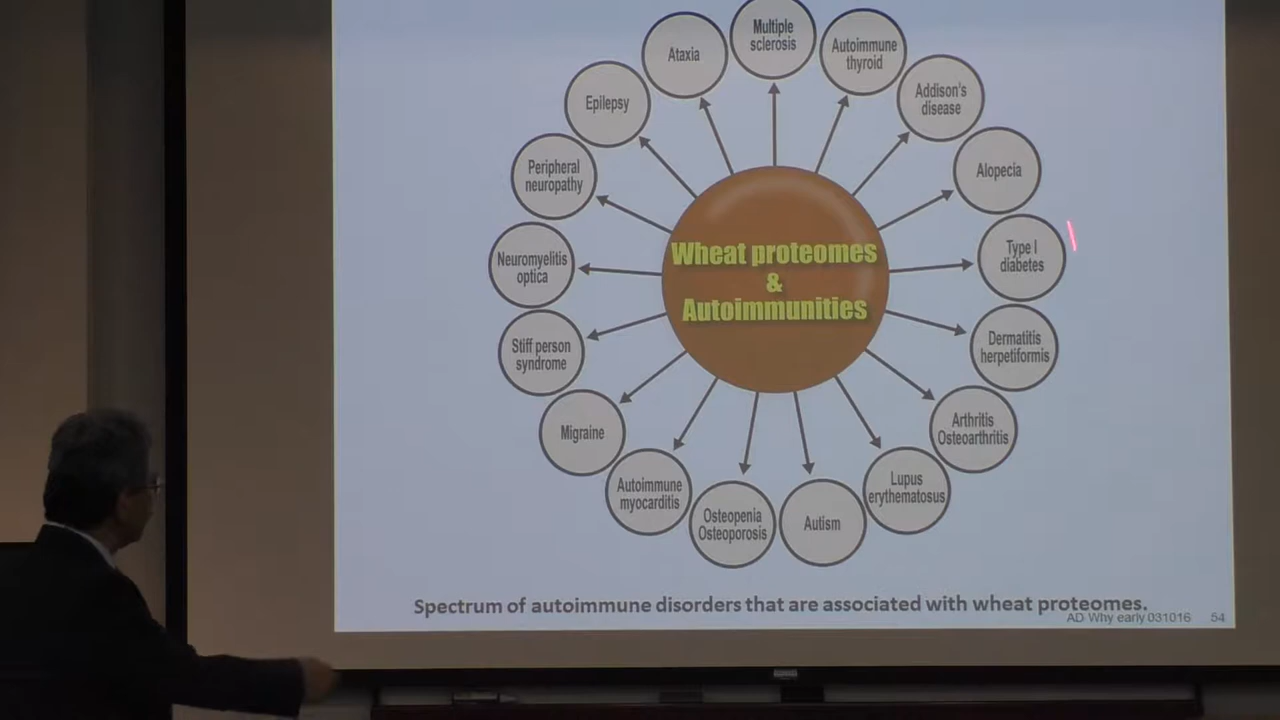 Multiple
sclerosis
Autoimmune
thyroid
Addison's
disease
Alopecia
Type I
diabetes
Dermatitis
herpetiformis
Arthritis
Osteoarthritis
Lupus
erythematosus
Autism
Osteopenia
Osteoporosis
Autoimmune
myocarditis
Migraine
Stiff person
syndrome
Neuromyelitis
optica
Peripheral
neuropathy
Epilepsy
Ataxia
Wheat proteomes
&
Autoimmunities
Spectrum of autoimmune disorders that are associated with wheat proteomes.
AD Why early 031016 54